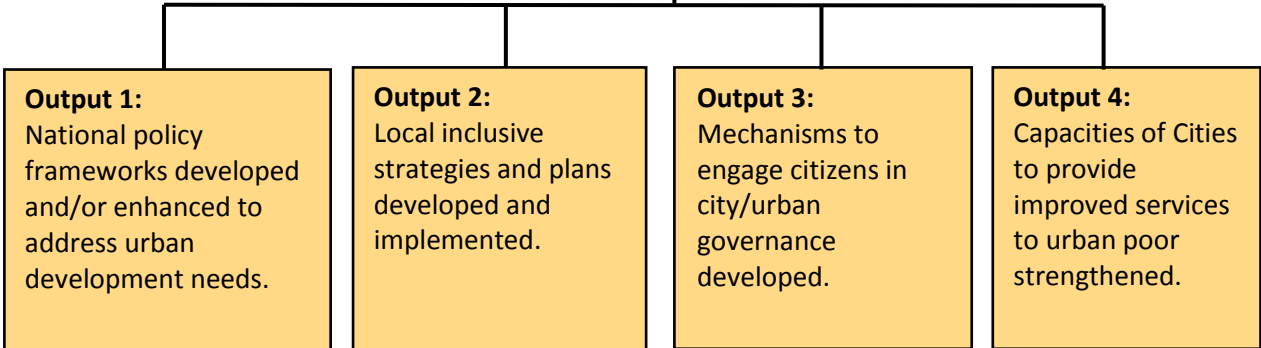 Output 1:
National policy
frameworks developed
and/or enhanced to
address urban
development needs.
Output 2:
Local inclusive
strategies and plans
developed and
implemented.
Output 3:
Mechanisms to
engage citizens in
city/urban
governance
developed.
Output 4:
Capacities of Cities
to provide
improved services
to urban poor
strengthened.